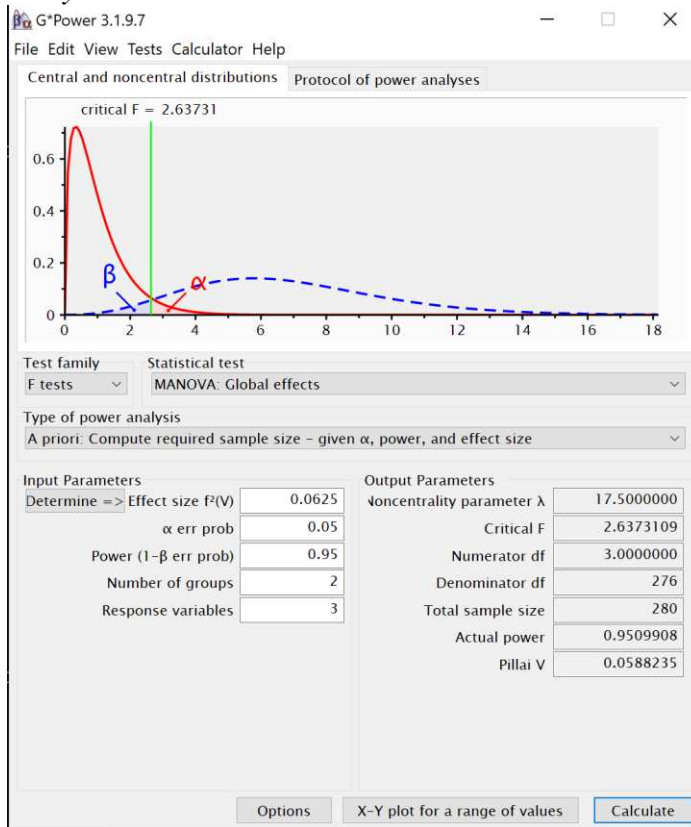 G*Power 3.1.9.7
File Edit View Tests Calculator Help
Central and noncentral distributions Protocol of power analyses
critical F = 2.63731
0.6
0.4
0.2
0
β
α
0 2 4 6 8 10 12 14 16 18
Test family Statistical test
F tests MANOVA: Global effects
Type of power analysis
A priori: Compute required sample size – given α, power, and effect size
Input Parameters Output Parameters
Determine => Effect size f²(V) 0.0625 Noncentrality parameter λ 17.5000000
α err prob 0.05 Critical F 2.6373109
Power (1-β err prob) 0.95 Numerator df 3.0000000
Number of groups 2 Denominator df 276
Response variables 3 Total sample size 280
Actual power 0.9509908
Pillai V 0.0588235
Options X-Y plot for a range of values Calculate